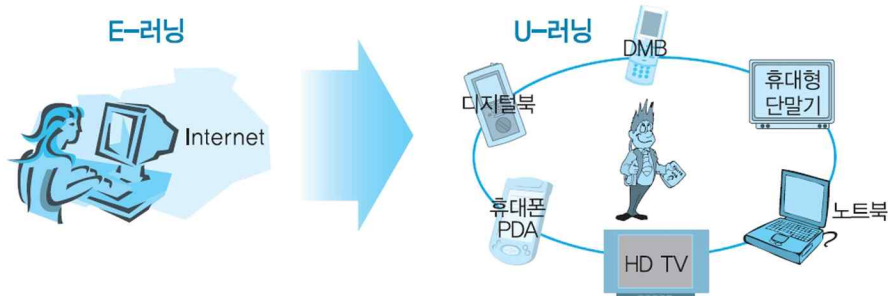 E-러닝
U-러닝
Internet
DMB
디지털북
휴대형
단말기
휴대폰
PDA
노트북
HD TV